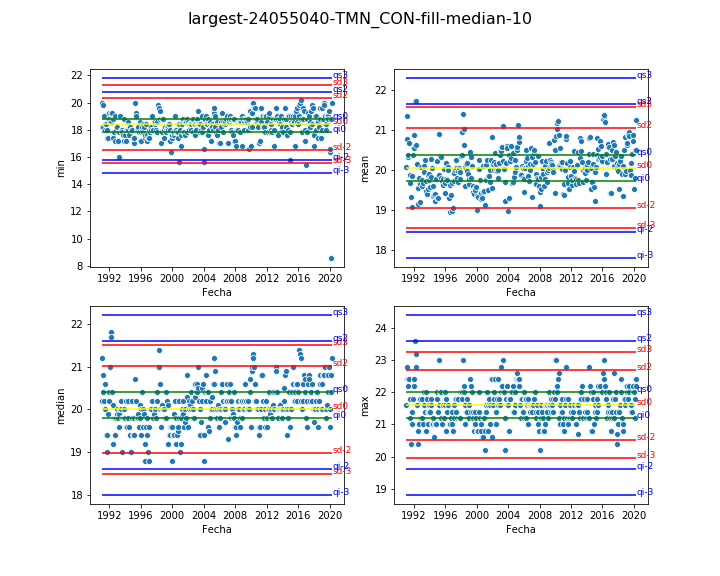 largest-24055040-TMN_CON-fill-median-10
22
20
18
16
14
12
10
8
min
qs3
sd3
qs2
sd2
qs0
sd0
qi0
sd-2
qi-2
sd-3
qi-3
1992 1996 2000 2004 2008 2012 2016 2020
Fecha
22
21
20
19
18
mean
qs3
qs2
sd3
sd2
qs0
sd0
qi0
sd-2
sd-3
qi-2
qi-3
1992 1996 2000 2004 2008 2012 2016 2020
Fecha
22
21
20
19
18
median
qs3
qs2
sd3
sd2
qs0
sd0
qi0
sd-2
qi-2
sd-3
qi-3
1992 1996 2000 2004 2008 2012 2016 2020
Fecha
24
23
22
21
20
19
max
qs3
qs2
sd3
sd2
qs0
sd0
qi0
sd-2
sd-3
qi-2
qi-3
1992 1996 2000 2004 2008 2012 2016 2020
Fecha